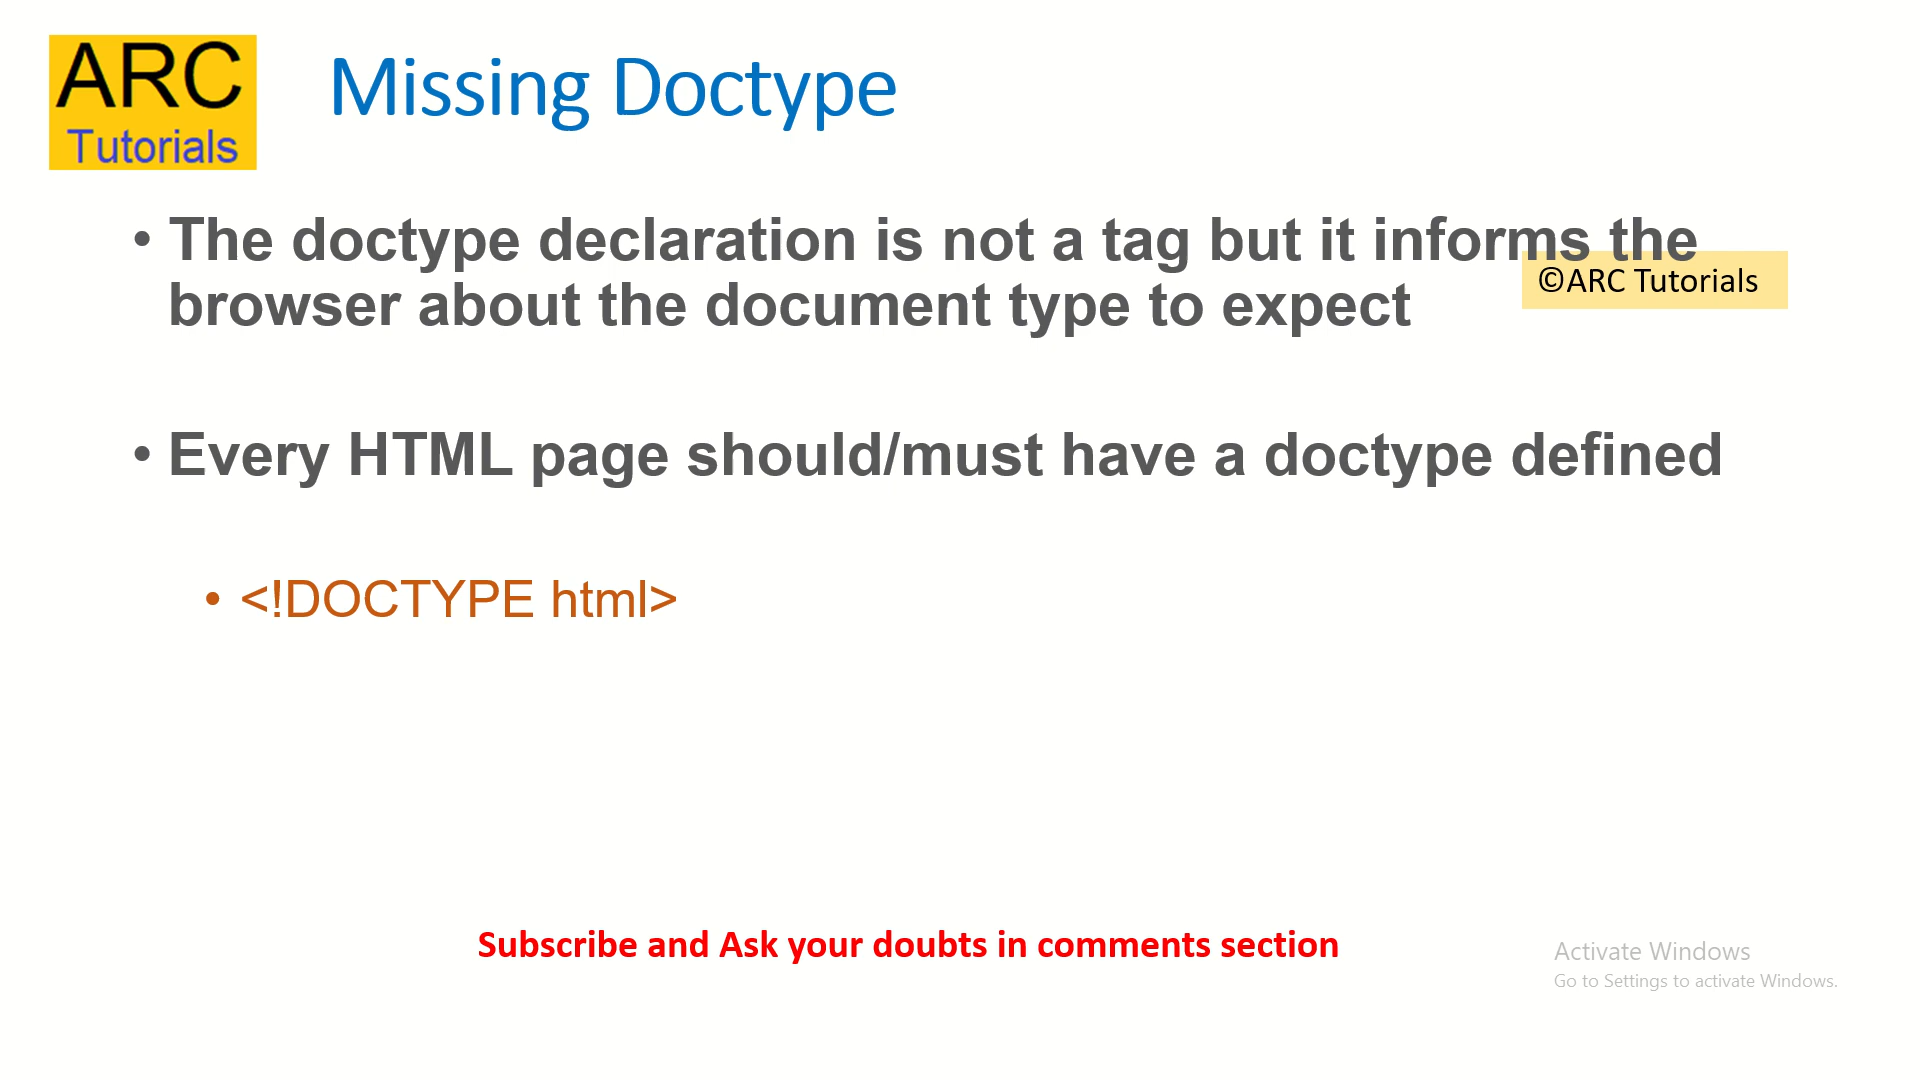 ARC
Tutorials
Missing Doctype
• The doctype declaration is not a tag but it informs the
browser about the document type to expect
©ARC Tutorials
• Every HTML page should/must have a doctype defined
• <!DOCTYPE html>
Subscribe and Ask your doubts in comments section
Activate Windows
Go to Settings to activate Windows.